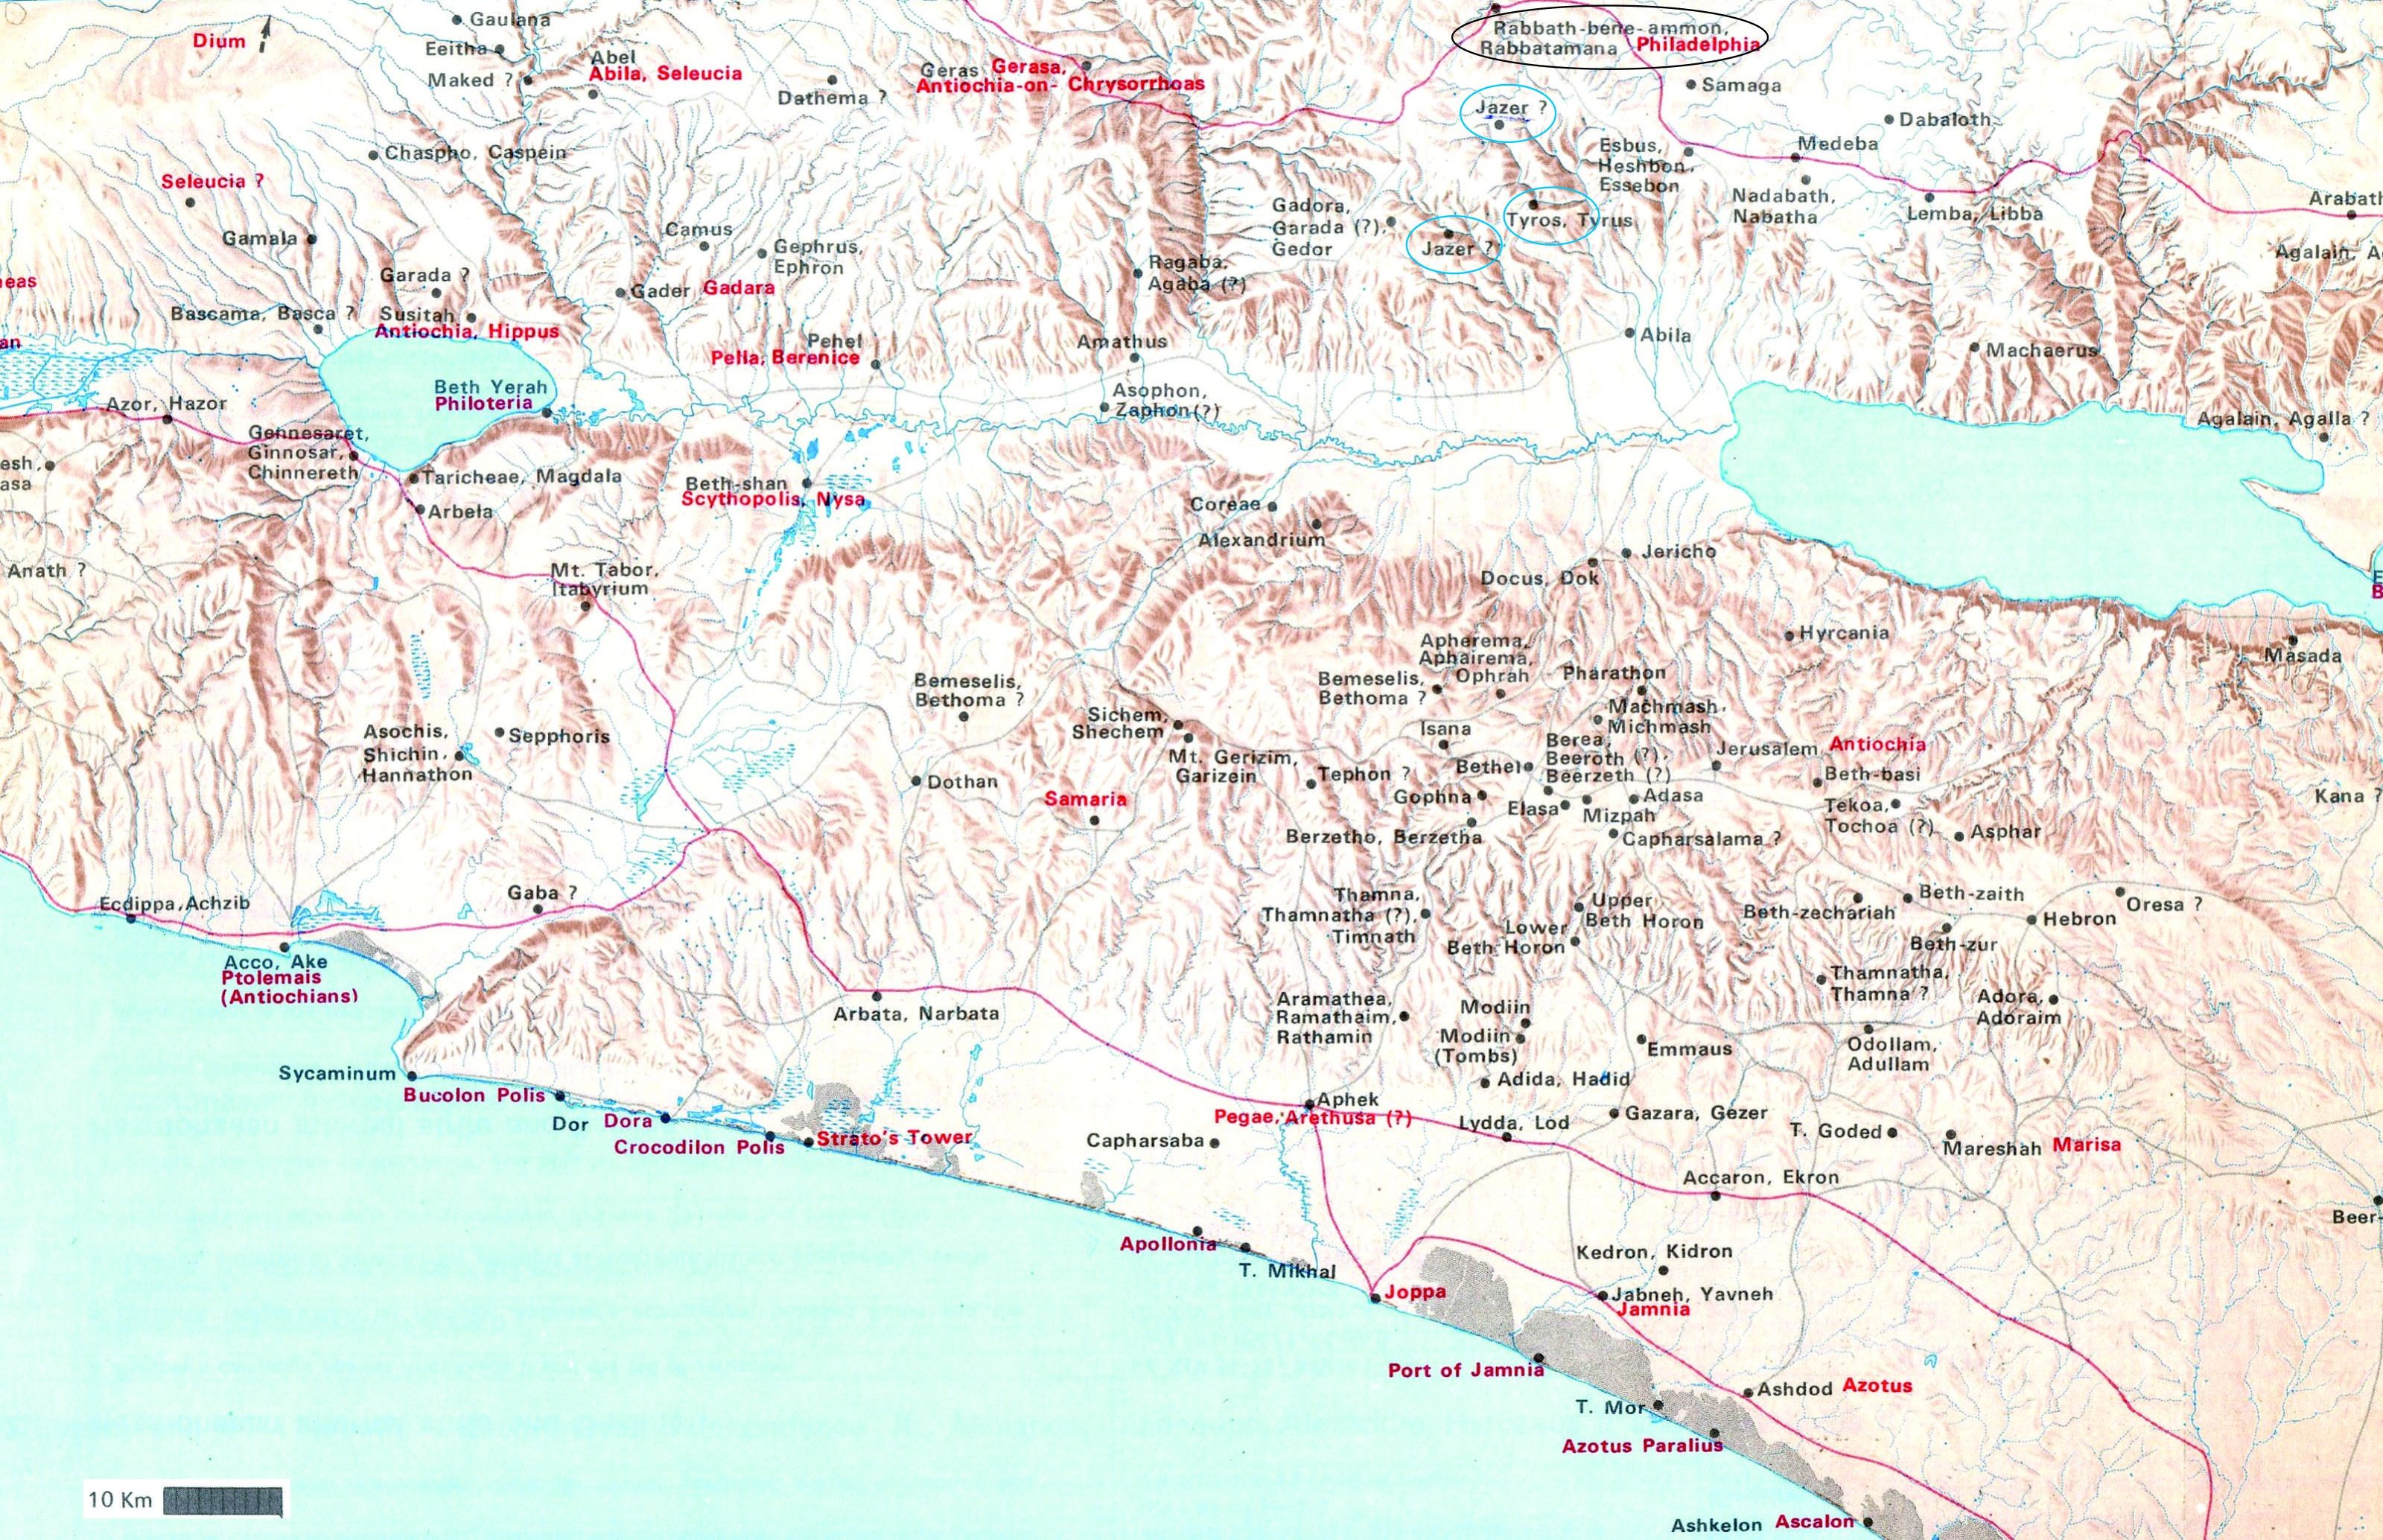 Gaulana
Dium
Eeitha
Maked ?
Abel
Abila, Seleucia
Dathema ?
Geras, Gerasa,
Antiochia-on- Chrysorrhoas
Rabbath-bene-ammon,
Rabbatamana Philadelphia
Samaga
Jazer ?
Dabaloth
Medeba
Esbus,
Heshbon,
Essebon
Chaspho, Caspein
Seleucia ?
Nadabath,
Nabatha
Lemba, Libba
Arabath
Gadora,
Garada (?),
Gedor
Tyros, Tyrus
Jazer ?
Gamala
Camus
Gephrus,
Ephron
Agalain, A
Ragaba,
Agaba (?)
Garada ?
eas
Gader Gadara
Bascama, Basca ?
Susitah
Antiochia, Hippus
an
Pehel
Pella, Berenice
Amathus
Abila
Machaerus
Beth Yerah
Philoteria
Asophon,
Zaphon (?)
Azor, Hazor
Agalain, Agalla ?
Gennesaret,
Ginnosar,
Chinnereth
esh,
asa
Taricheae, Magdala
Beth-shan
Scythopolis, Nysa
Arbela
Coreae
Alexandrium
Jericho
Docus, Dok
Anath ?
Mt. Tabor,
Itabyrium
E
B
Hyrcania
Masada
Apherema,
Aphairema,
Ophrah
Pharathon
Bemeselis,
Bethoma ?
Bemeselis,
Bethoma ?
Machmash,
Michmash
Sichem,
Shechem
Isana
Asochis,
Shichin,
Hannathon
Sepphoris
Berea,
Beeroth (?),
Beerzeth (?)
Jerusalem, Antiochia
Mt. Gerizim,
Garizein
Tephon ?
Bethel
Beth-basi
Dothan
Samaria
Gophna
Elasa
Mizpah
Adasa
Tekoa,
Tochoa (?)
Asphar
Kana ?
Berzetho, Berzetha
Capharsalama ?
Gaba ?
Ecdippa, Achzib
Thamna,
Thamnatha (?),
Timnath
Upper
Beth Horon
Lower
Beth Horon
Beth-zechariah
Beth-zaith
Oresa ?
Hebron
Beth-zur
Acco, Ake
Ptolemais
(Antiochians)
Thamnatha,
Thamna ?
Adora,
Adoraim
Arbata, Narbata
Aramathea,
Ramathaim,
Rathamin
Modiin
Modiin
(Tombs)
Emmaus
Odollam,
Adullam
Sycaminum
Adida, Hadid
Bucolon Polis
Aphek
Pegae, Arethusa (?)
Dor Dora
Crocodilon Polis
Strato's Tower
Capharsaba
Lydda, Lod
Gazara, Gezer
T. Goded
Mareshah Marisa
Accaron, Ekron
Beer-
Apollonia
T. Mikhal
Kedron, Kidron
Joppa
Jabneh, Yavneh
Jamnia
Port of Jamnia
Ashdod Azotus
T. Mor
Azotus Paralius
10 Km
Ashkelon Ascalon